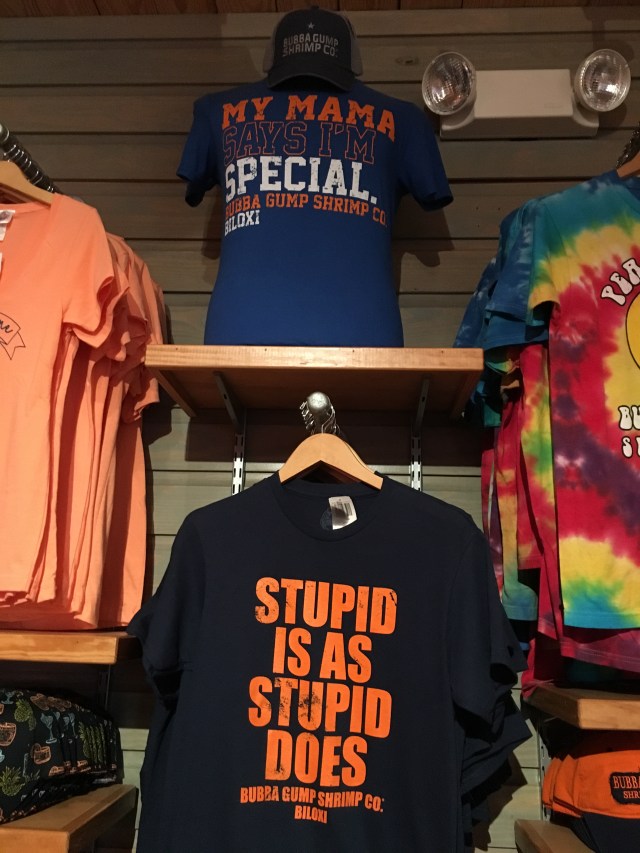 BUBBA GUMP
SHRIMP CO.
MY MAMA
SAYS I'M
SPECIAL.
BUBBA GUMP SHRIMP CO.
BILOXI
STUPID
IS AS
STUPID
DOES
BUBBA GUMP SHRIMP CO.
BILOXI
BUBBA